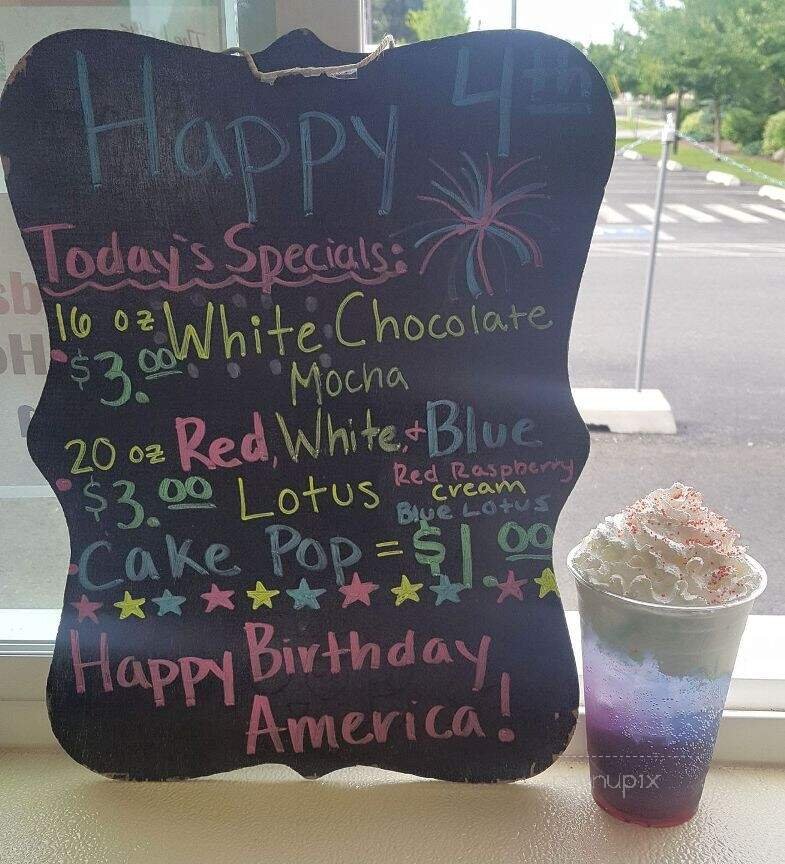 Happy 4th
Today's Specials:
16 oz White Chocolate
$3.00 Mocha
20 oz Red, White, + Blue
$3.00 Lotus Red Raspberry
cream
Blue Lotus
Cake Pop = $1.00
Happy Birthday
America!
nupix